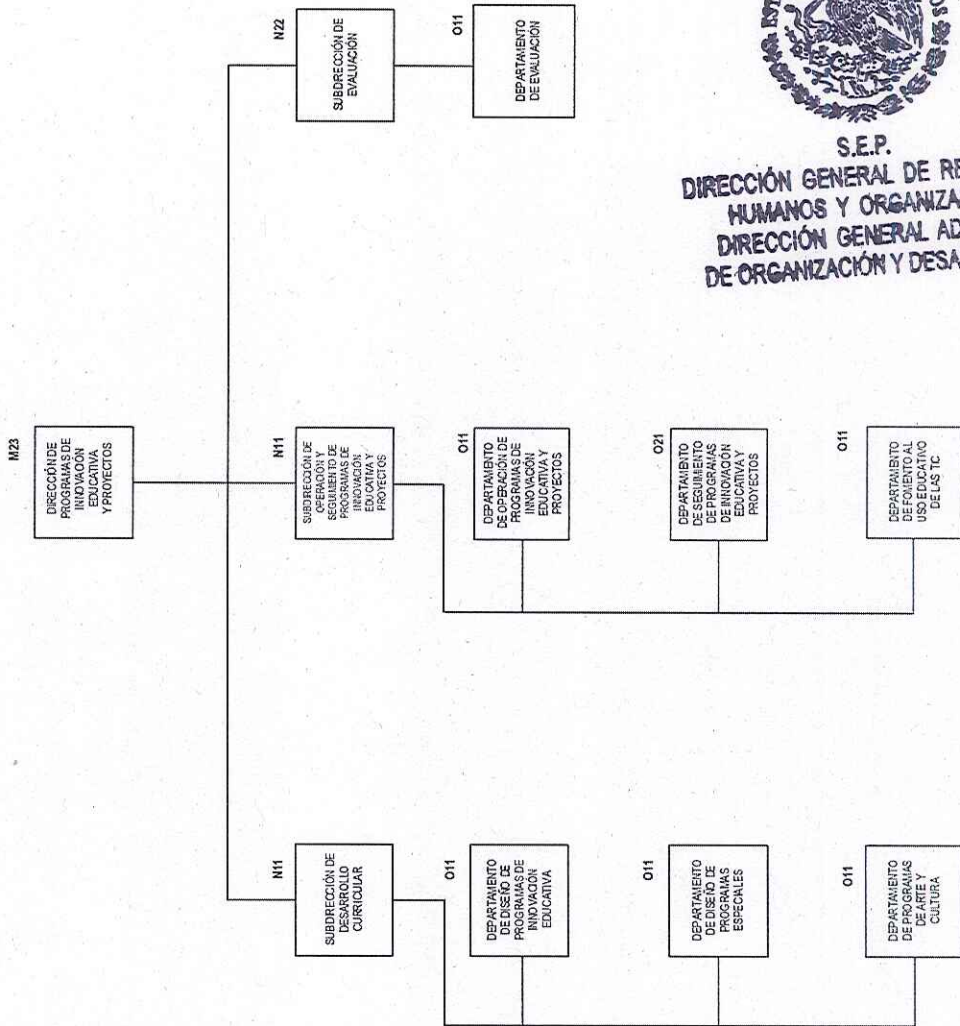 M23
DIRECCIÓN DE
PROGRAMAS DE
INNOVACIÓN
EDUCATIVA
Y PROYECTOS
N11
SUBDIRECCIÓN DE
DESARROLLO
CURRICULAR
O11
DEPARTAMENTO
DE DISEÑO DE
PROGRAMAS DE
INNOVACIÓN
EDUCATIVA
O11
DEPARTAMENTO
DE DISEÑO DE
PROGRAMAS
ESPECIALES
O11
DEPARTAMENTO
DE PROGRAMAS
DE ARTE Y
CULTURA
N11
SUBDIRECCIÓN DE
OPERACIÓN Y
SEGUIMIENTO DE
PROGRAMAS DE
INNOVACIÓN
EDUCATIVA Y
PROYECTOS
O11
DEPARTAMENTO
DE OPERACIÓN DE
PROGRAMAS DE
INNOVACIÓN
EDUCATIVA Y
PROYECTOS
O21
DEPARTAMENTO
DE SEGUIMIENTO
DE PROGRAMAS
DE INNOVACIÓN
EDUCATIVA Y
PROYECTOS
O11
DEPARTAMENTO
DE FOMENTO AL
USO EDUCATIVO
DE LAS TIC
N22
SUBDIRECCIÓN DE
EVALUACIÓN
O11
DEPARTAMENTO
DE EVALUACIÓN
S.E.P.
DIRECCIÓN GENERAL DE RE
HUMANOS Y ORGANIZA
DIRECCIÓN GENERAL AD
DE ORGANIZACIÓN Y DESA